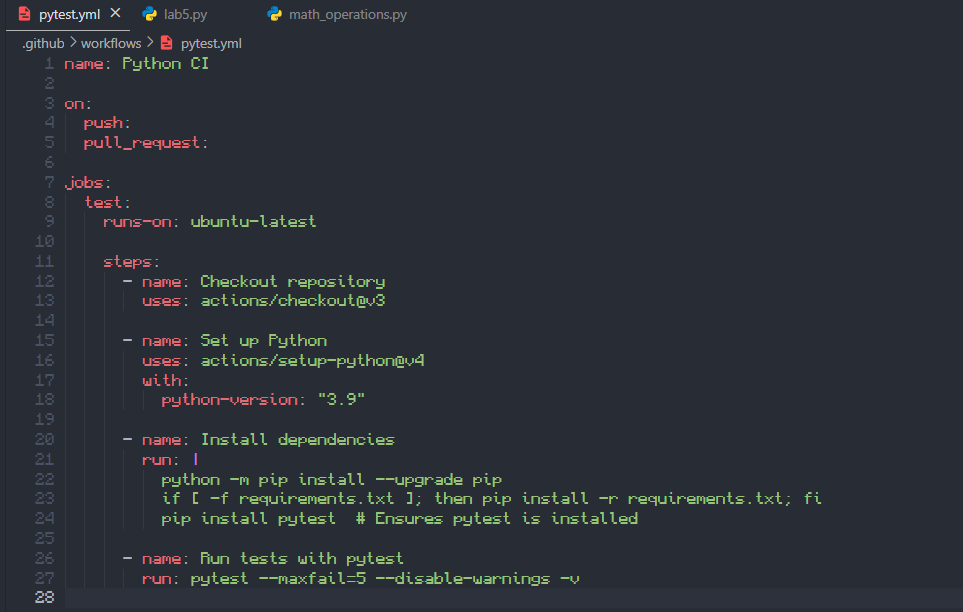 pytest.yml × lab5.py math_operations.py
.github > workflows > pytest.yml
1 name: Python CI
2
3 on:
4   push:
5   pull_request:
6
7 jobs:
8   test:
9     runs-on: ubuntu-latest
10
11     steps:
12       - name: Checkout repository
13         uses: actions/checkout@v3
14
15       - name: Set up Python
16         uses: actions/setup-python@v4
17         with:
18           python-version: "3.9"
19
20       - name: Install dependencies
21         run: |
22           python -m pip install --upgrade pip
23           if [ -f requirements.txt ]; then pip install -r requirements.txt; fi
24           pip install pytest  # Ensures pytest is installed
25
26       - name: Run tests with pytest
27         run: pytest --maxfail=5 --disable-warnings -v
28